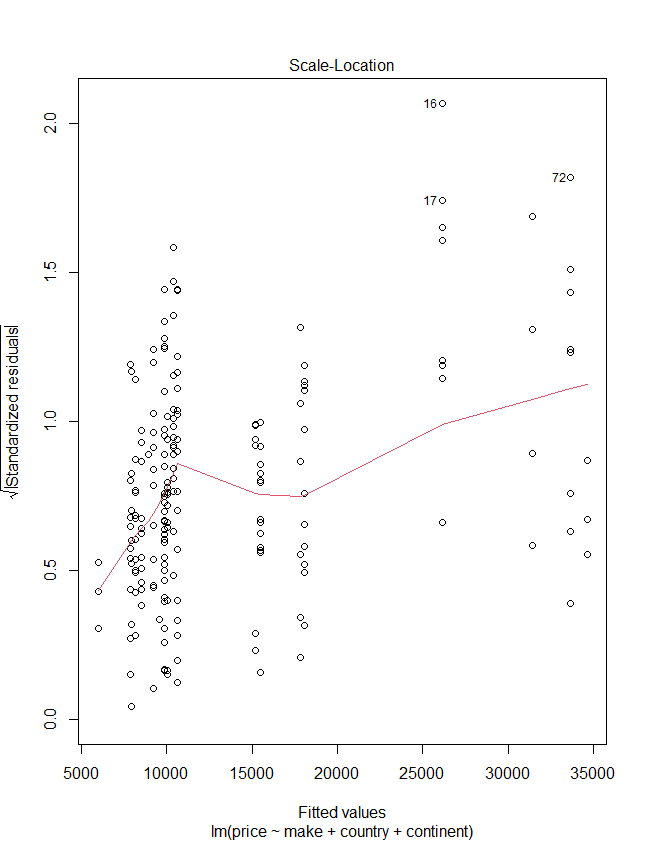 Scale-Location
√|Standardized residuals|
2.0
1.5
1.0
0.5
0.0
16
17
72
5000 10000 15000 20000 25000 30000 35000
Fitted values
lm(price ~ make + country + continent)